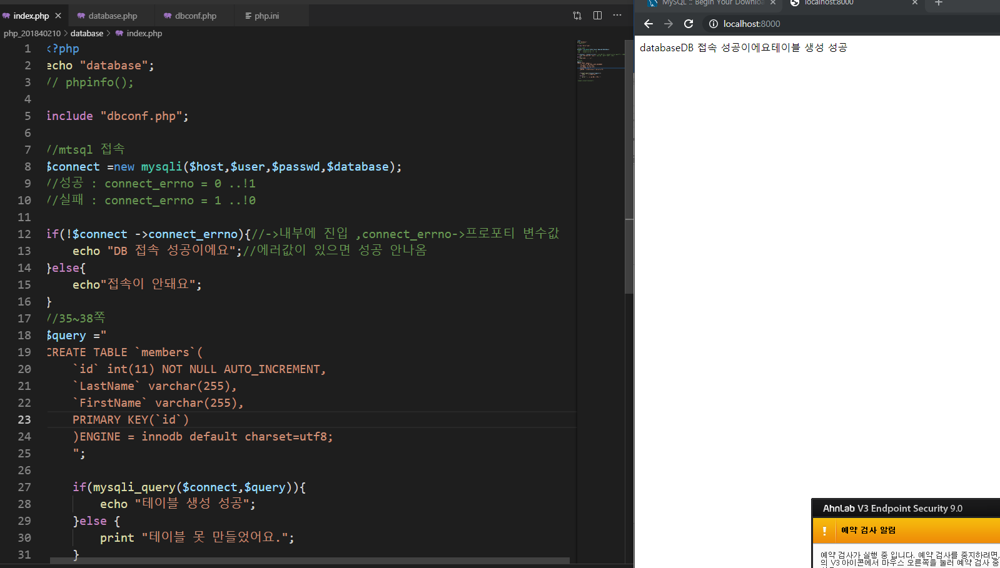 index.php
database.php
dbconf.php
php.ini
MySQL :: Begin Your Downloa
localhost:8000
php_201840210 > database > index.php
localhost:8000
1 <?php
2 echo "database";
3 // phpinfo();
4
5 include "dbconf.php";
6
7 //mtsql 접속
8 $connect =new mysqli($host,$user,$passwd,$database);
9 //성공 : connect_errno = 0 ..!1
10 //실패 : connect_errno = 1 ..!0
11
12 if(!$connect ->connect_errno){//->내부에 진입 ,connect_errno->프로포티 변수값
13 echo "DB 접속 성공이에요";//에러값이 있으면 성공 안나옴
14 }else{
15 echo"접속이 안돼요";
16 }
17 //35~38쪽
18 $query ="
19 CREATE TABLE `members`(
20 `id` int(11) NOT NULL AUTO_INCREMENT,
21 `LastName` varchar(255),
22 `FirstName` varchar(255),
23 PRIMARY KEY(`id`)
24 )ENGINE = innodb default charset=utf8;
25 ";
26
27 if(mysqli_query($connect,$query)){
28 echo "테이블 생성 성공";
29 }else {
30 print "테이블 못 만들었어요.";
31 }
databaseDB 접속 성공이에요테이블 생성 성공
AhnLab V3 Endpoint Security 9.0
예약 검사 알림
예약 검사가 실행 중 입니다. 예약 검사를 중지하려면,
의 V3 아이콘에서 마우스 오른쪽을 눌러 예약 검사 중